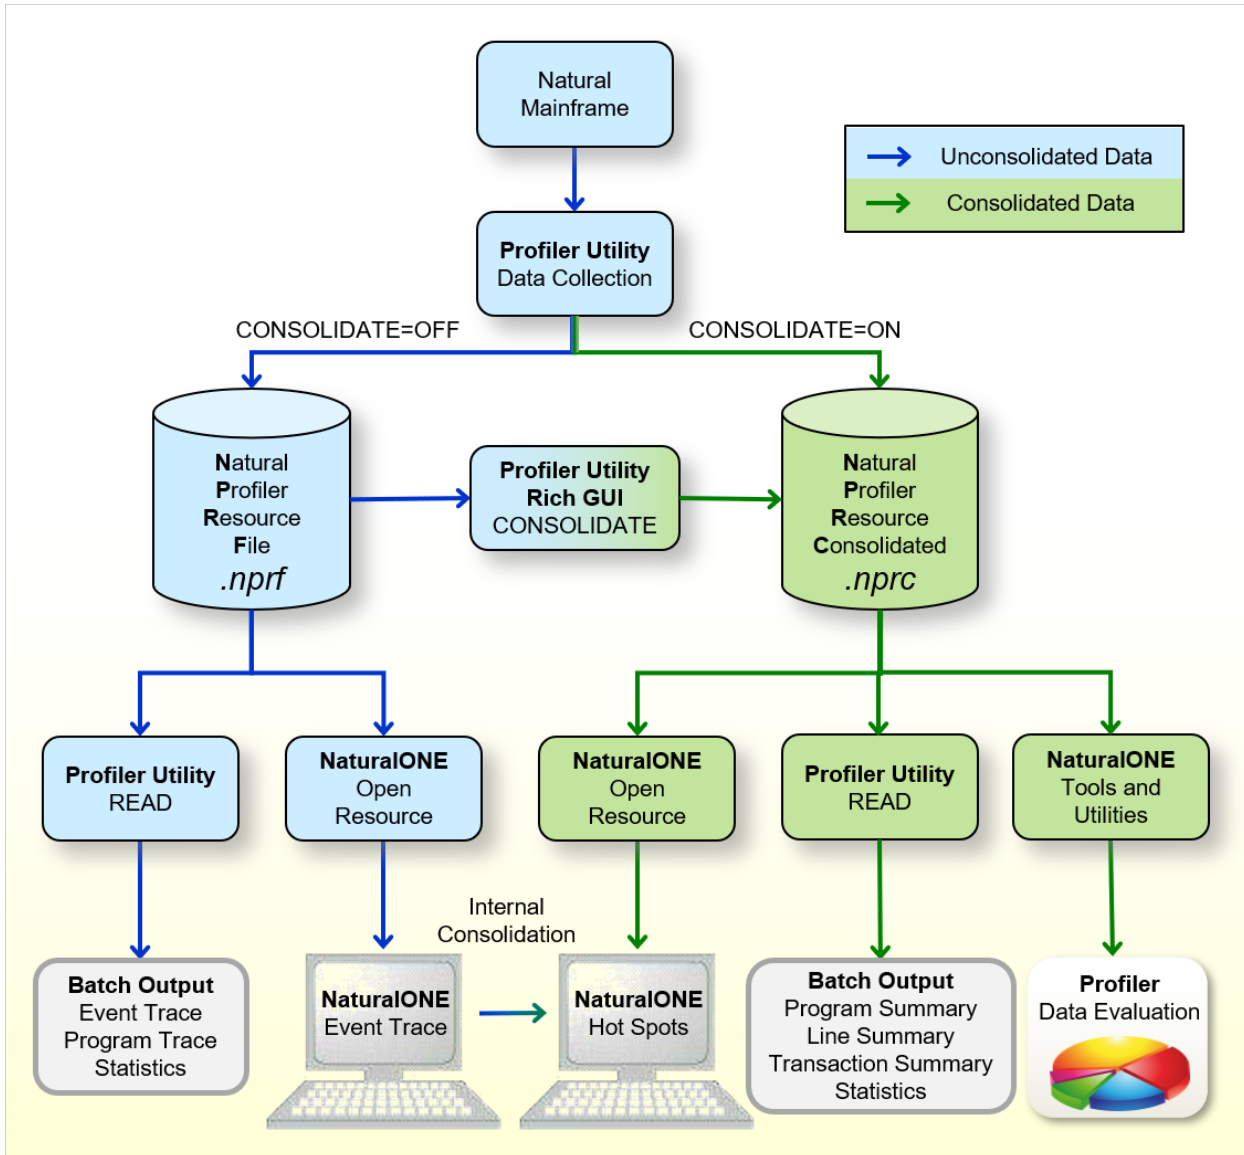 Natural
Mainframe
Unconsolidated Data
Consolidated Data
Profiler Utility
Data Collection
CONSOLIDATE=OFF
CONSOLIDATE=ON
Natural
Profiler
Resource
File
.nprf
Profiler Utility
Rich GUI
CONSOLIDATE
Natural
Profiler
Resource
Consolidated
.nprc
Profiler Utility
READ
NaturalONE
Open
Resource
NaturalONE
Open
Resource
Profiler Utility
READ
NaturalONE
Tools and
Utilities
Internal
Consolidation
Batch Output
Event Trace
Program Trace
Statistics
NaturalONE
Event Trace
NaturalONE
Hot Spots
Batch Output
Program Summary
Line Summary
Transaction Summary
Statistics
Profiler
Data Evaluation